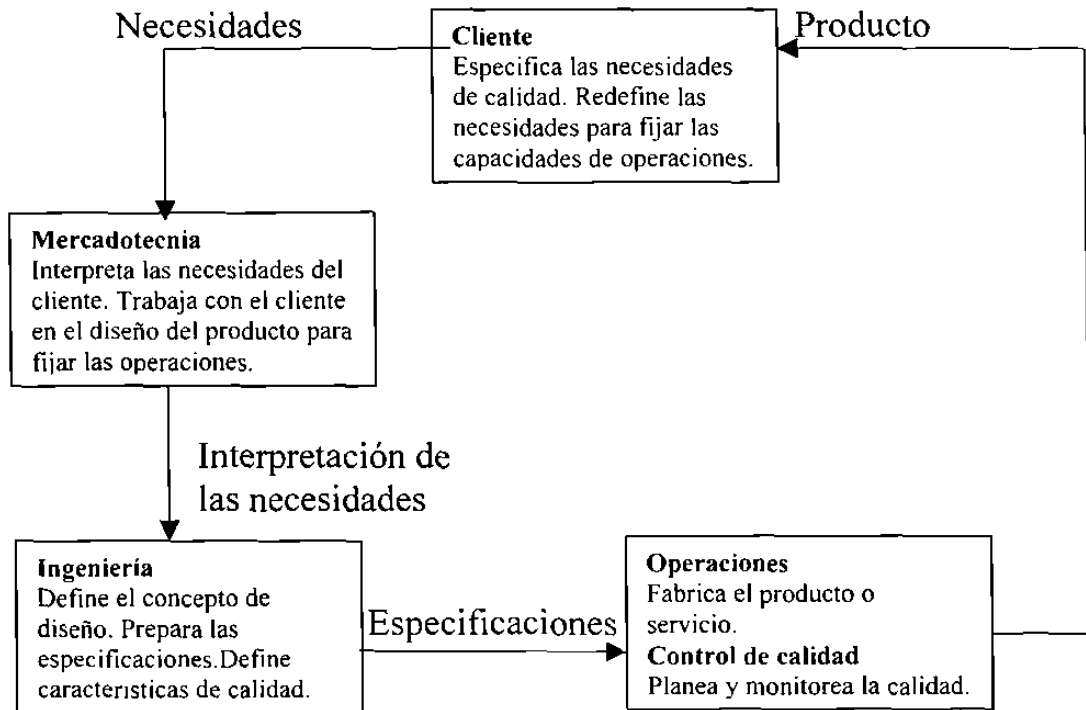 Necesidades
Cliente
Especifica las necesidades
de calidad. Redefine las
necesidades para fijar las
capacidades de operaciones.
Producto
Mercadotecnia
Interpreta las necesidades del
cliente. Trabaja con el cliente
en el diseño del producto para
fijar las operaciones.
Interpretación de
las necesidades
Ingeniería
Define el concepto de
diseño. Prepara las
especificaciones.Define
caracteristicas de calidad.
Especificaciones
Operaciones
Fabrica el producto o
servicio.
Control de calidad
Planea y monitorea la calidad.